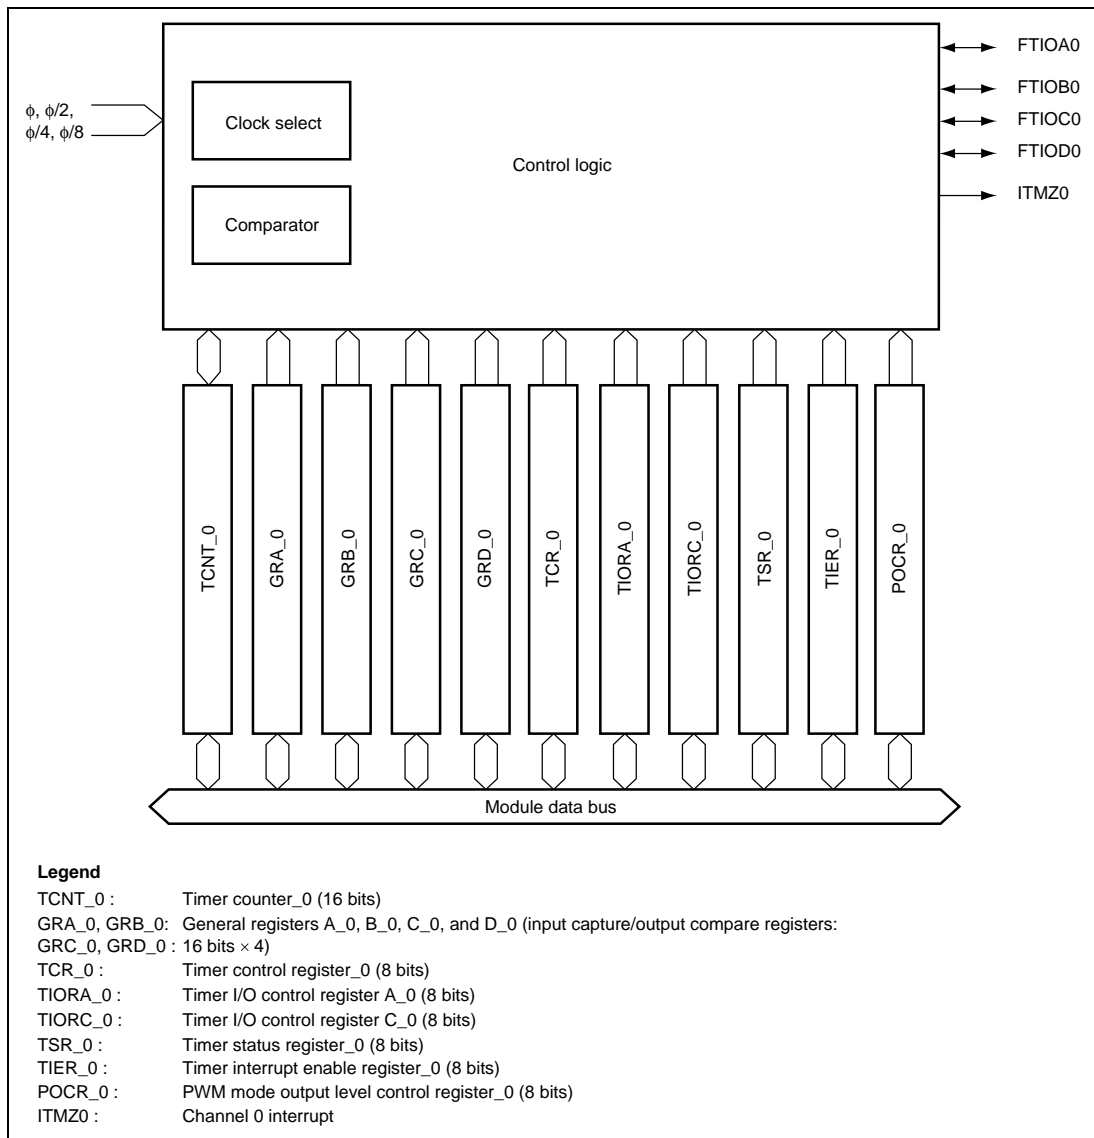 FTIOA0
φ, φ/2,
φ/4, φ/8
Clock select
Comparator
Control logic
FTIOB0
FTIOC0
FTIOD0
ITMZ0
TCNT_0
GRA_0
GRB_0
GRC_0
GRD_0
TCR_0
TIORA_0
TIORC_0
TSR_0
TIER_0
POCR_0
Module data bus
Legend
TCNT_0 : Timer counter_0 (16 bits)
GRA_0, GRB_0: General registers A_0, B_0, C_0, and D_0 (input capture/output compare registers:
GRC_0, GRD_0 : 16 bits × 4)
TCR_0 : Timer control register_0 (8 bits)
TIORA_0 : Timer I/O control register A_0 (8 bits)
TIORC_0 : Timer I/O control register C_0 (8 bits)
TSR_0 : Timer status register_0 (8 bits)
TIER_0 : Timer interrupt enable register_0 (8 bits)
POCR_0 : PWM mode output level control register_0 (8 bits)
ITMZ0 : Channel 0 interrupt